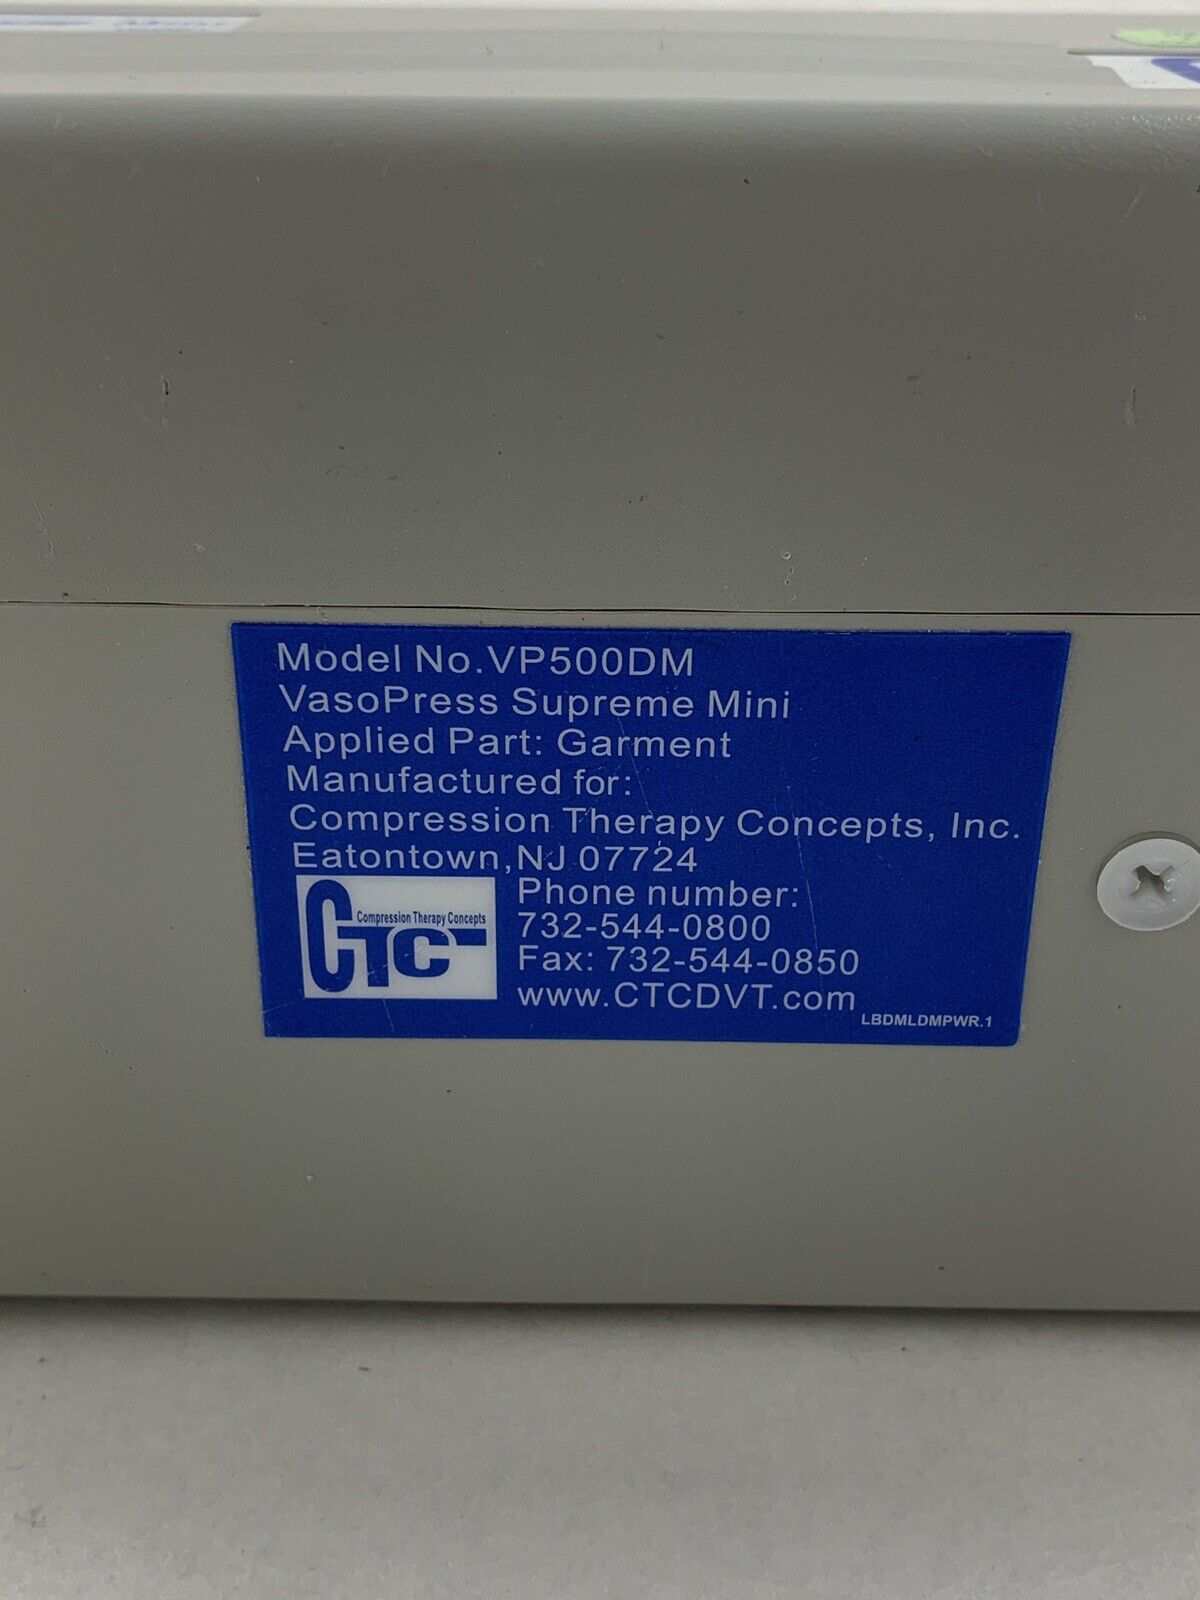 Model No.VP500DM
VasoPress Supreme Mini
Applied Part: Garment
Manufactured for:
Compression Therapy Concepts, Inc.
Eatontown,NJ 07724
Compression Therapy Concepts
CTC
Phone number:
732-544-0800
Fax: 732-544-0850
www.CTCDVT.com
LBDMLDMPWR.1